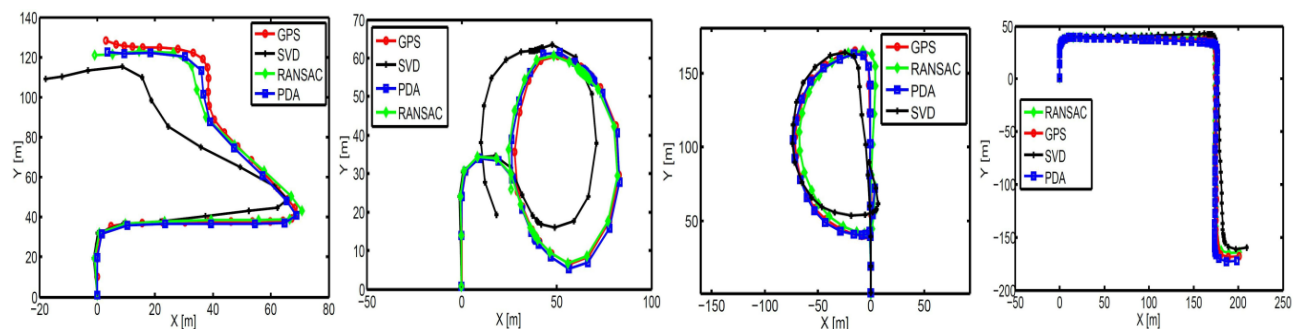 140
120
100
80
60
40
20
0
Y [m]
GPS
SVD
RANSAC
PDA
−20 0 20 40 60 80
X [m]
70
60
50
40
30
20
10
0
Y [m]
GPS
SVD
PDA
RANSAC
−50 0 50 100
X [m]
150
100
50
Y [m]
GPS
RANSAC
PDA
SVD
−150 −100 −50 0 50
X [m]
50
0
−50
−100
−150
−200
Y [m]
RANSAC
GPS
SVD
PDA
−50 0 50 100 150 200 250
X [m]